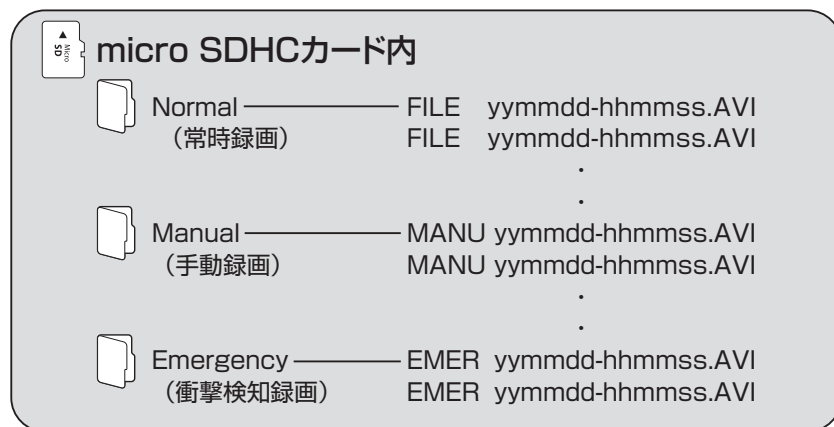 Micro
SD
micro SDHCカード内
Normal FILE yymmdd-hhmmss.AVI
（常時録画） FILE yymmdd-hhmmss.AVI
・
・
Manual MANU yymmdd-hhmmss.AVI
（手動録画） MANU yymmdd-hhmmss.AVI
・
・
Emergency EMER yymmdd-hhmmss.AVI
（衝撃検知録画） EMER yymmdd-hhmmss.AVI